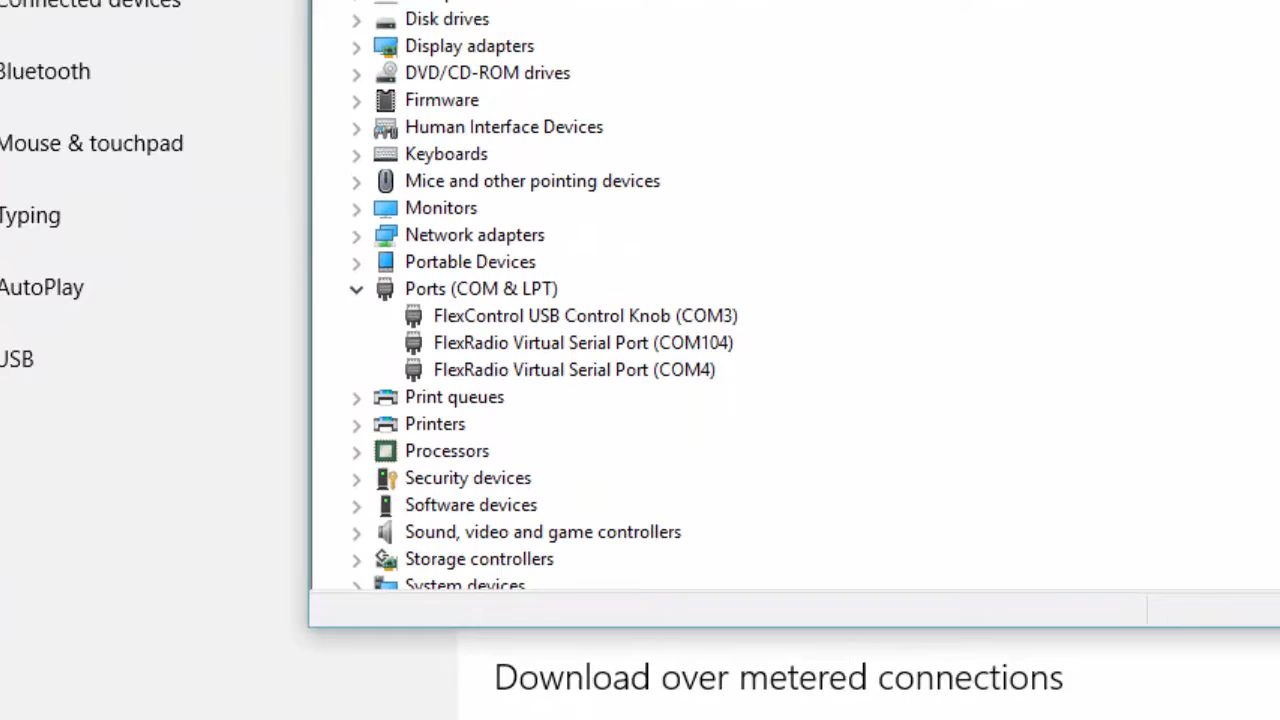 Connected devices
Bluetooth
Mouse & touchpad
Typing
AutoPlay
USB
Disk drives
Display adapters
DVD/CD-ROM drives
Firmware
Human Interface Devices
Keyboards
Mice and other pointing devices
Monitors
Network adapters
Portable Devices
Ports (COM & LPT)
FlexControl USB Control Knob (COM3)
FlexRadio Virtual Serial Port (COM104)
FlexRadio Virtual Serial Port (COM4)
Print queues
Printers
Processors
Security devices
Software devices
Sound, video and game controllers
Storage controllers
System devices
Download over metered connections